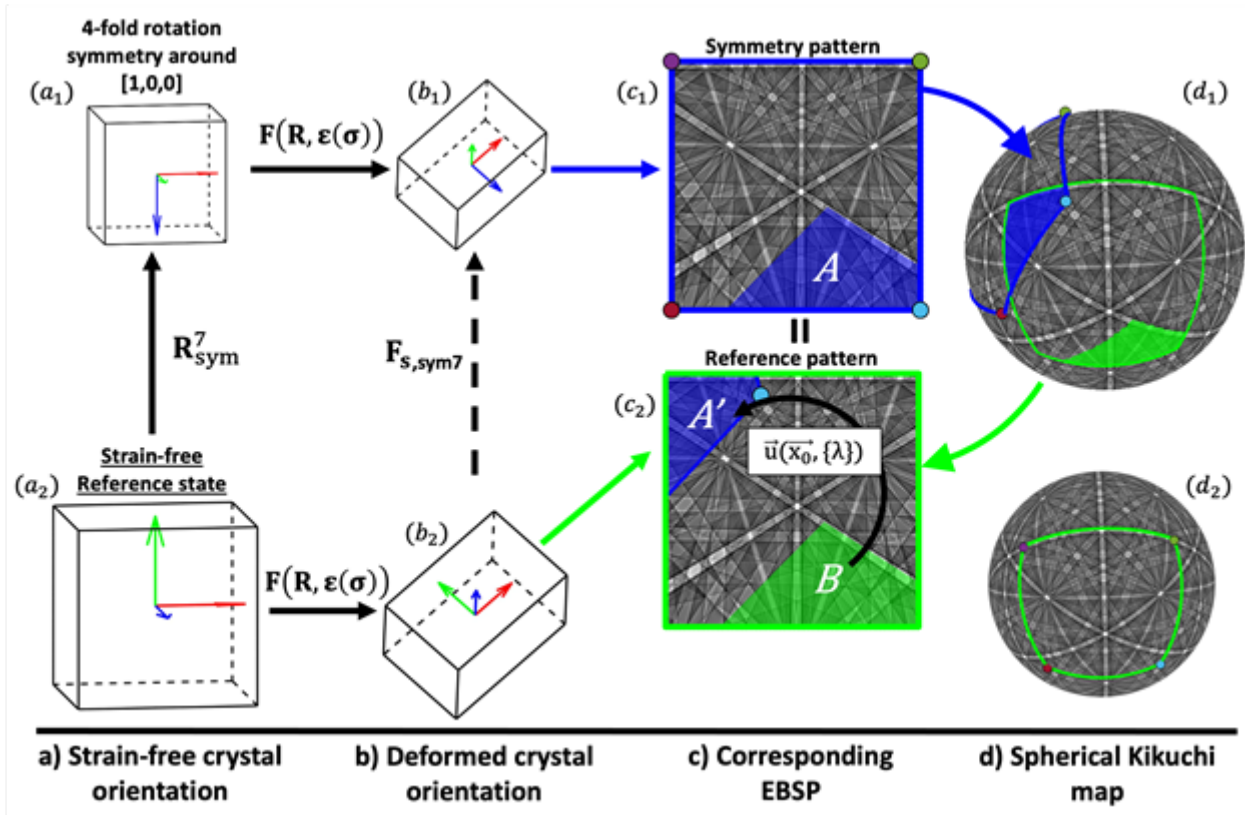 4-fold rotation
symmetry around
[1,0,0]
(a₁)
(b₁)
Symmetry pattern
(c₁)
(d₁)
F(R, ε(σ))
A
R⁷sym
F_s,sym7
=
Reference pattern
(c₂)
A'
u⃗(x₀⃗, {λ})
B
Strain-free
Reference state
(a₂)
(b₂)
(d₂)
F(R, ε(σ))
a) Strain-free crystal
orientation
b) Deformed crystal
orientation
c) Corresponding
EBSP
d) Spherical Kikuchi
map